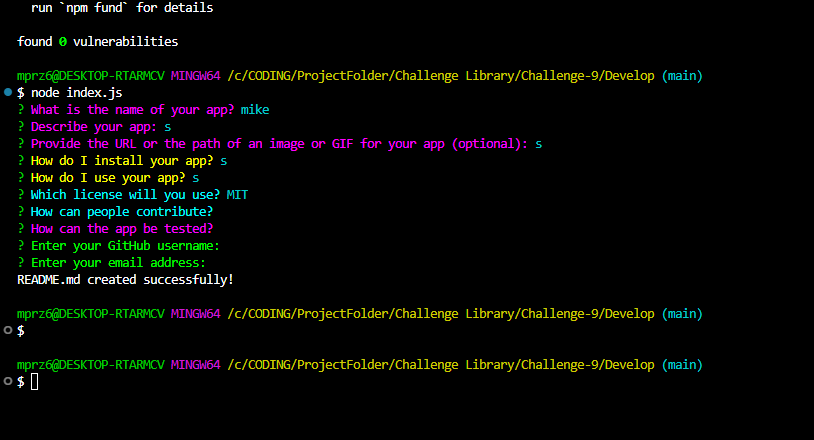 run `npm fund` for details
found 0 vulnerabilities
mprz6@DESKTOP-RTARMCV MINGW64 /c/CODING/ProjectFolder/Challenge Library/Challenge-9/Develop (main)
$ node index.js
? What is the name of your app? mike
? Describe your app: s
? Provide the URL or the path of an image or GIF for your app (optional): s
? How do I install your app? s
? How do I use your app? s
? Which license will you use? MIT
? How can people contribute?
? How can the app be tested?
? Enter your GitHub username:
? Enter your email address:
README.md created successfully!
mprz6@DESKTOP-RTARMCV MINGW64 /c/CODING/ProjectFolder/Challenge Library/Challenge-9/Develop (main)
$
mprz6@DESKTOP-RTARMCV MINGW64 /c/CODING/ProjectFolder/Challenge Library/Challenge-9/Develop (main)
$